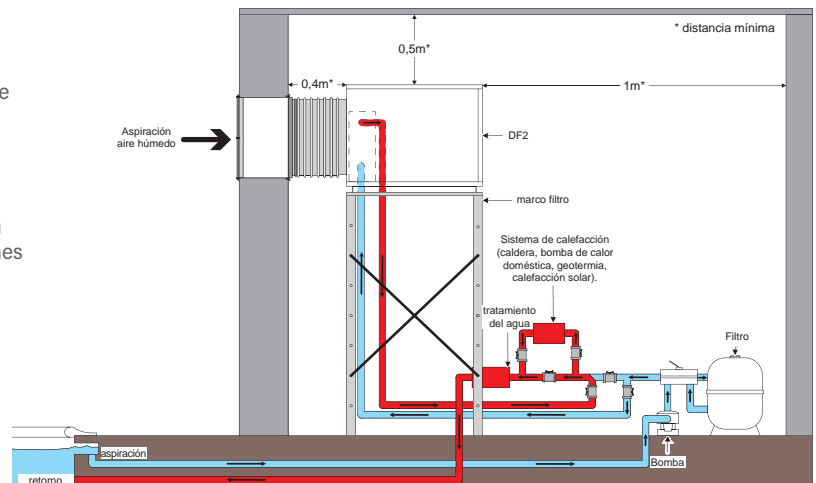 * distancia mínima
0,5m*
e
0,4m*
1m*
Aspiración
aire húmedo
DF2
marco filtro
nes
Sistema de calefacción
(caldera, bomba de calor
doméstica, geotermia,
calefacción solar).
tratamiento
del agua
Filtro
aspiración
Bomba
retorno